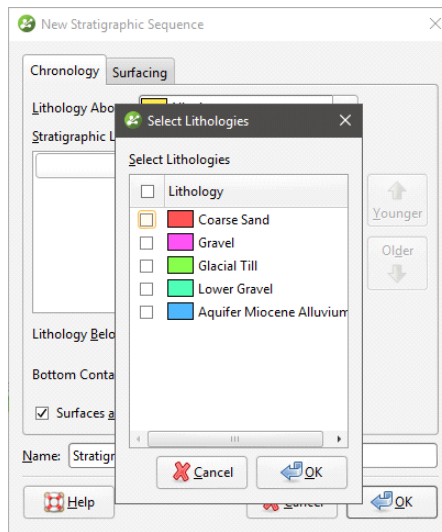 New Stratigraphic Sequence
Chronology Surfacing
Lithology Abo
Select Lithologies
Stratigraphic L
Select Lithologies
Lithology
Coarse Sand
Younger
Gravel
Glacial Till
Older
Lower Gravel
Aquifer Miocene Alluvium
Lithology Belo
Bottom Conta
Surfaces a
Name: Stratigr
Cancel OK
Help Cancel OK